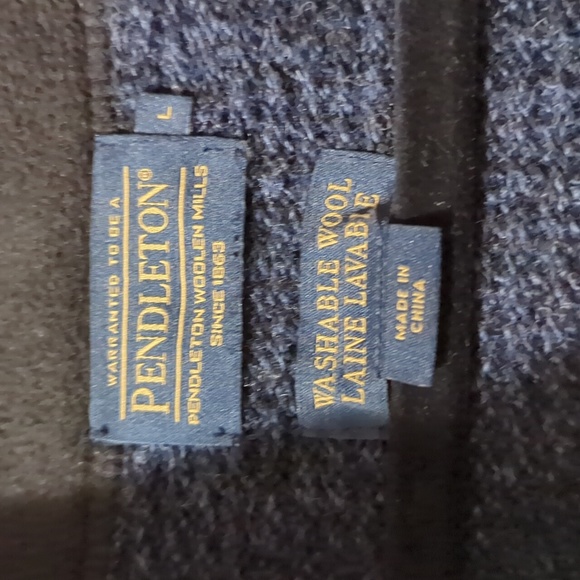 L
WARRANTED TO BE A
PENDLETON®
PENDLETON WOOLEN MILLS
SINCE 1863
WASHABLE WOOL
LAINE LAVABLE
MADE IN
CHINA